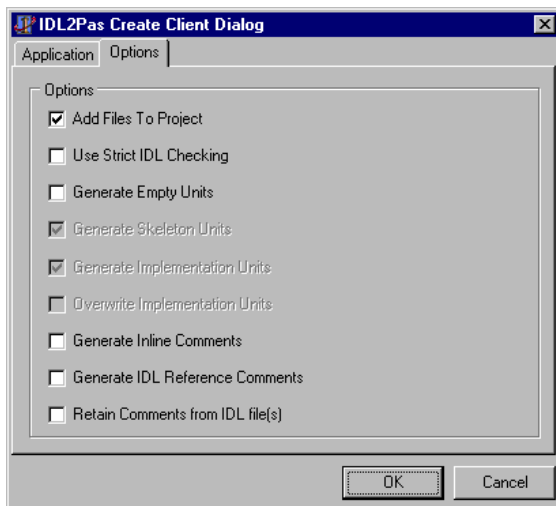 IDL2Pas Create Client Dialog
Application Options
Options
Add Files To Project
Use Strict IDL Checking
Generate Empty Units
Generate Skeleton Units
Generate Implementation Units
Overwrite Implementation Units
Generate Inline Comments
Generate IDL Reference Comments
Retain Comments from IDL file(s)
OK Cancel